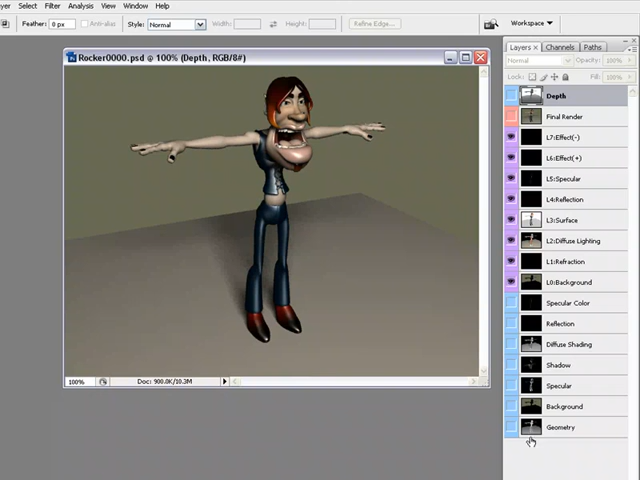 ayer Select Filter Analysis View Window Help
Feather: 0 px Anti-alias Style: Normal Width: Height: Refine Edge... Workspace
Rocker0000.psd @ 100% (Depth, RGB/8#)
Layers x Channels Paths
Normal Opacity: 100%
Lock: Fill: 100%
Depth
Final Render
L7:Effect(-)
L6:Effect(+)
L5:Specular
L4:Reflection
L3:Surface
L2:Diffuse Lighting
L1:Refraction
L0:Background
Specular Color
Reflection
Diffuse Shading
Shadow
Specular
Background
Geometry
100% Doc: 900.0K/10.3M